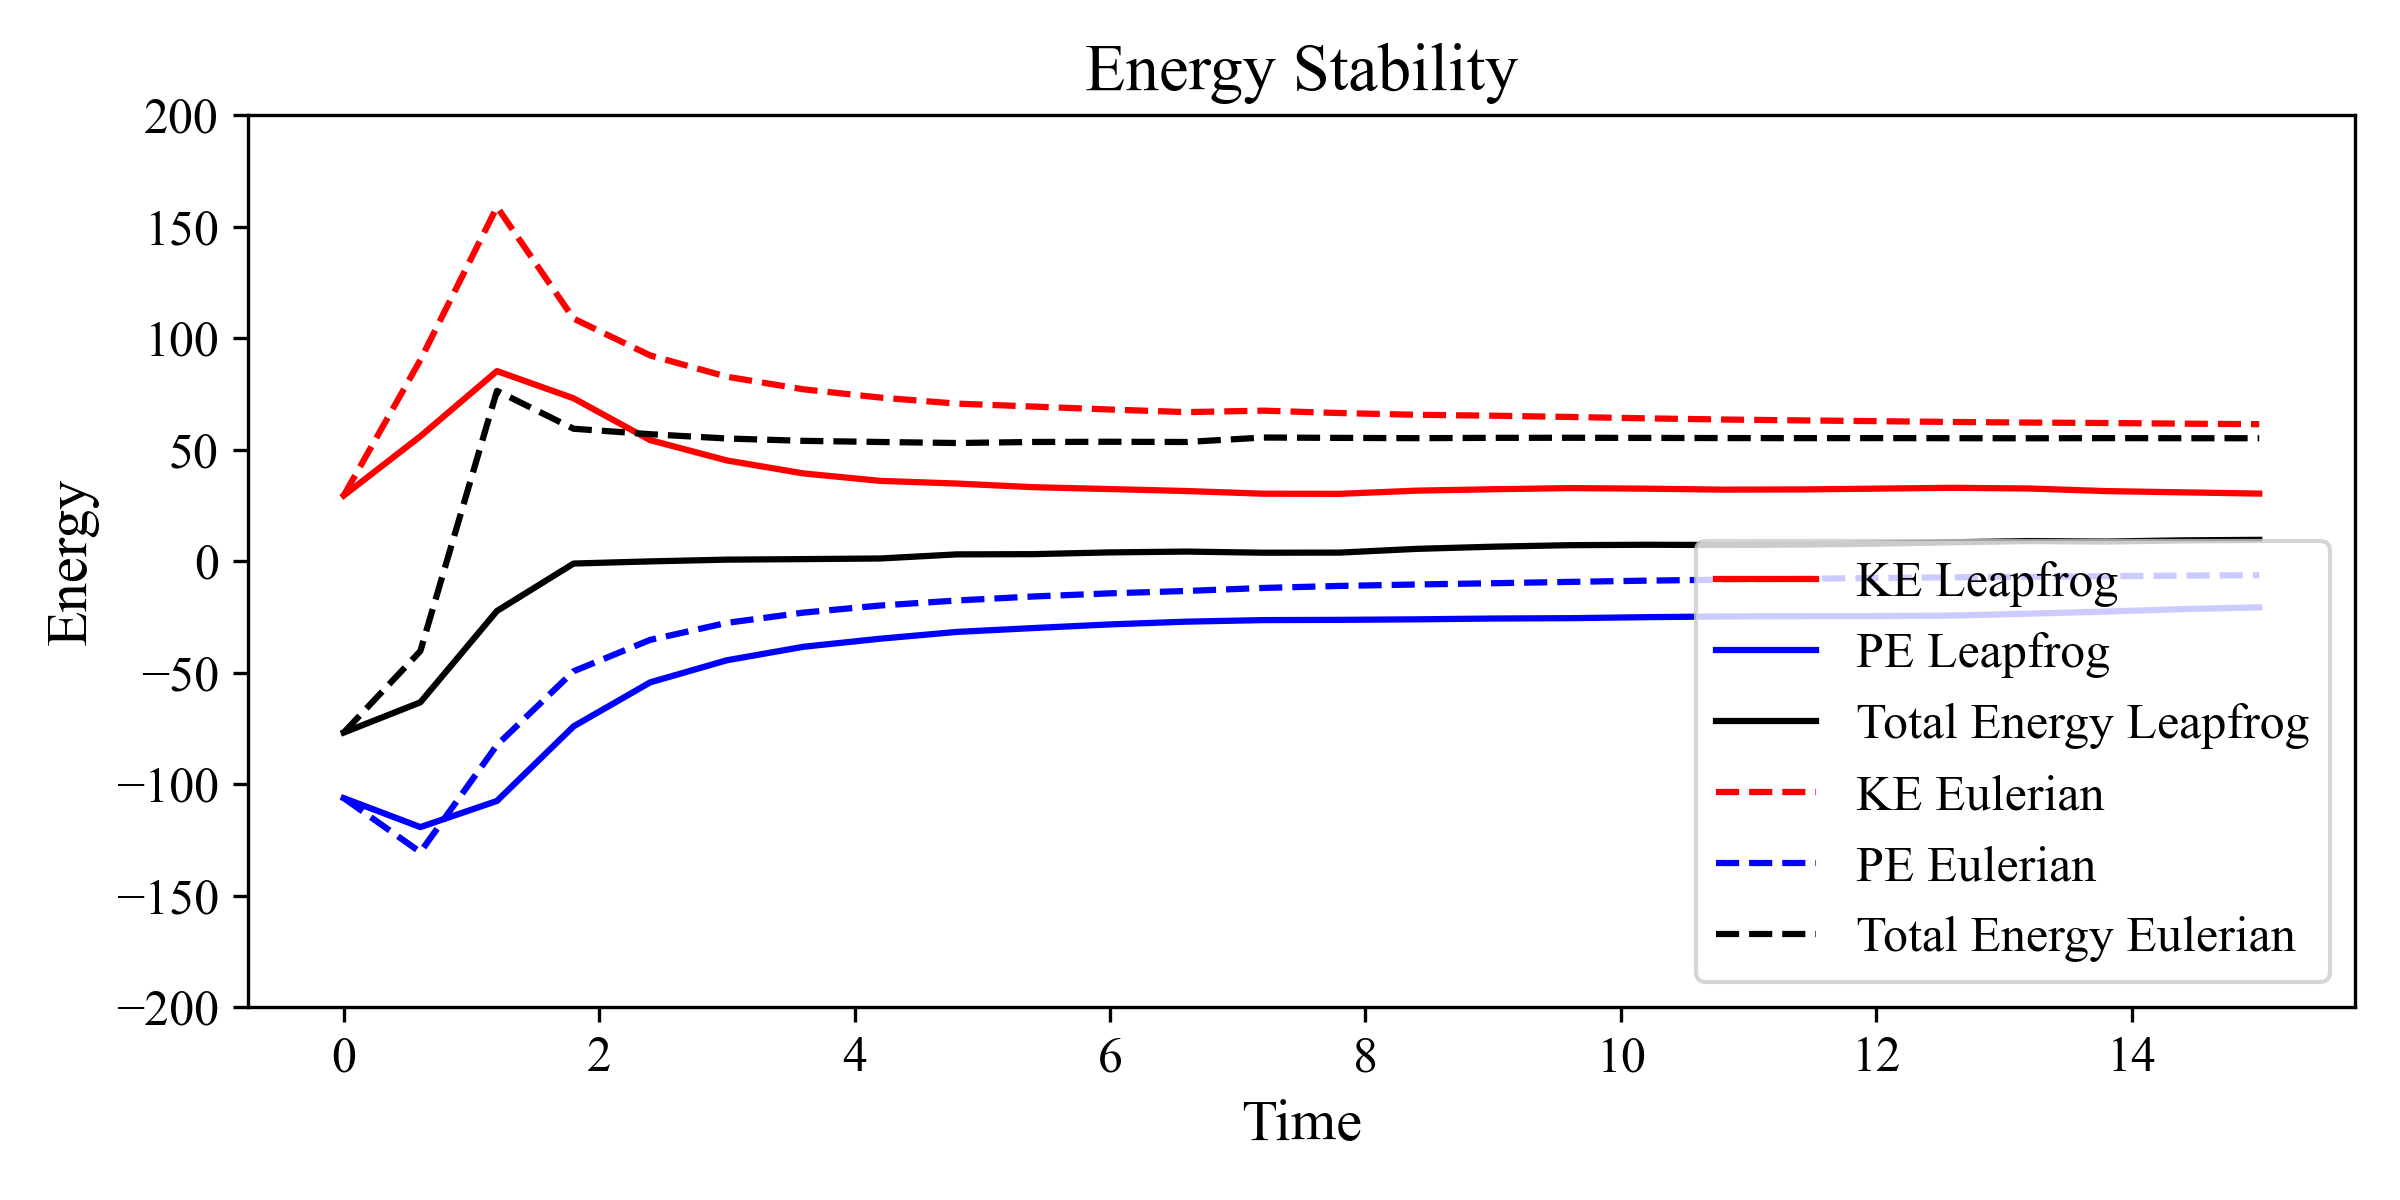 Energy Stability
200
150
100
50
0
−50
−100
−150
−200
Energy
0 2 4 6 8 10 12 14
Time
KE Leapfrog
PE Leapfrog
Total Energy Leapfrog
KE Eulerian
PE Eulerian
Total Energy Eulerian